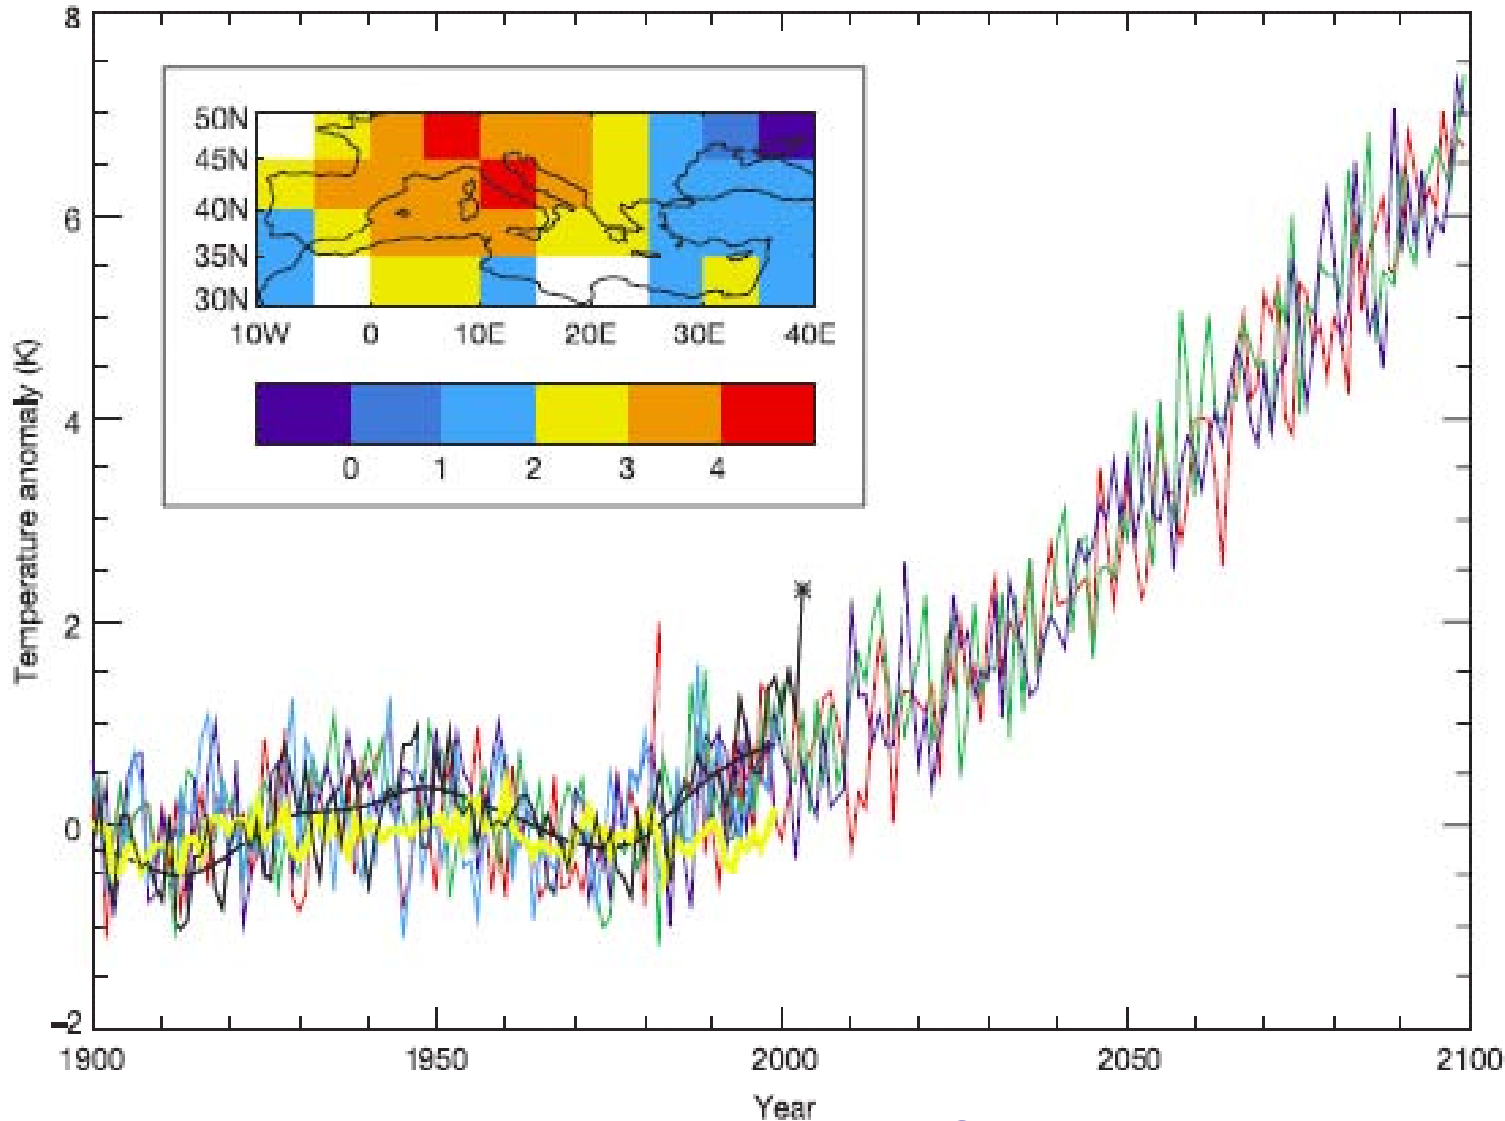 8
6
4
2
0
–2
Temperature anomaly (K)
50N
45N
40N
35N
30N
10W 0 10E 20E 30E 40E
0 1 2 3 4
1900 1950 2000 2050 2100
Year